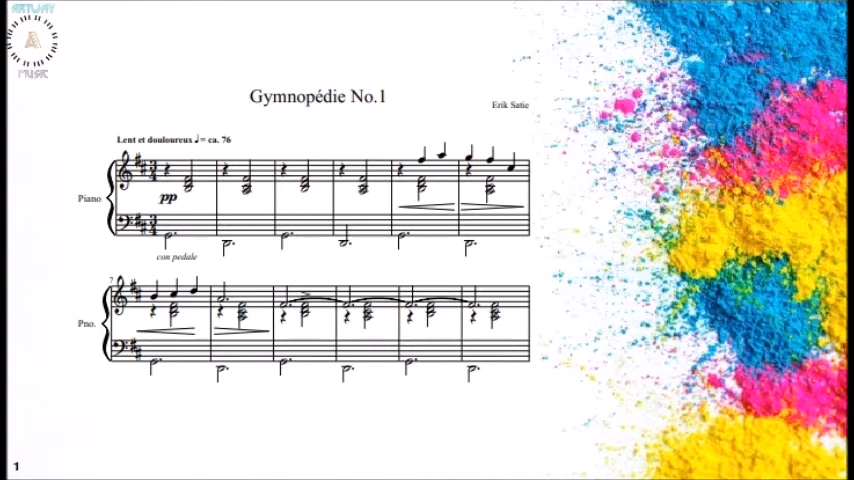 ARTWAY
A
MUSIC
Gymnopédie No.1
Erik Satie
Lent et douloureux ♩= ca. 76
Piano
pp
con pedale
7
Pno.
1